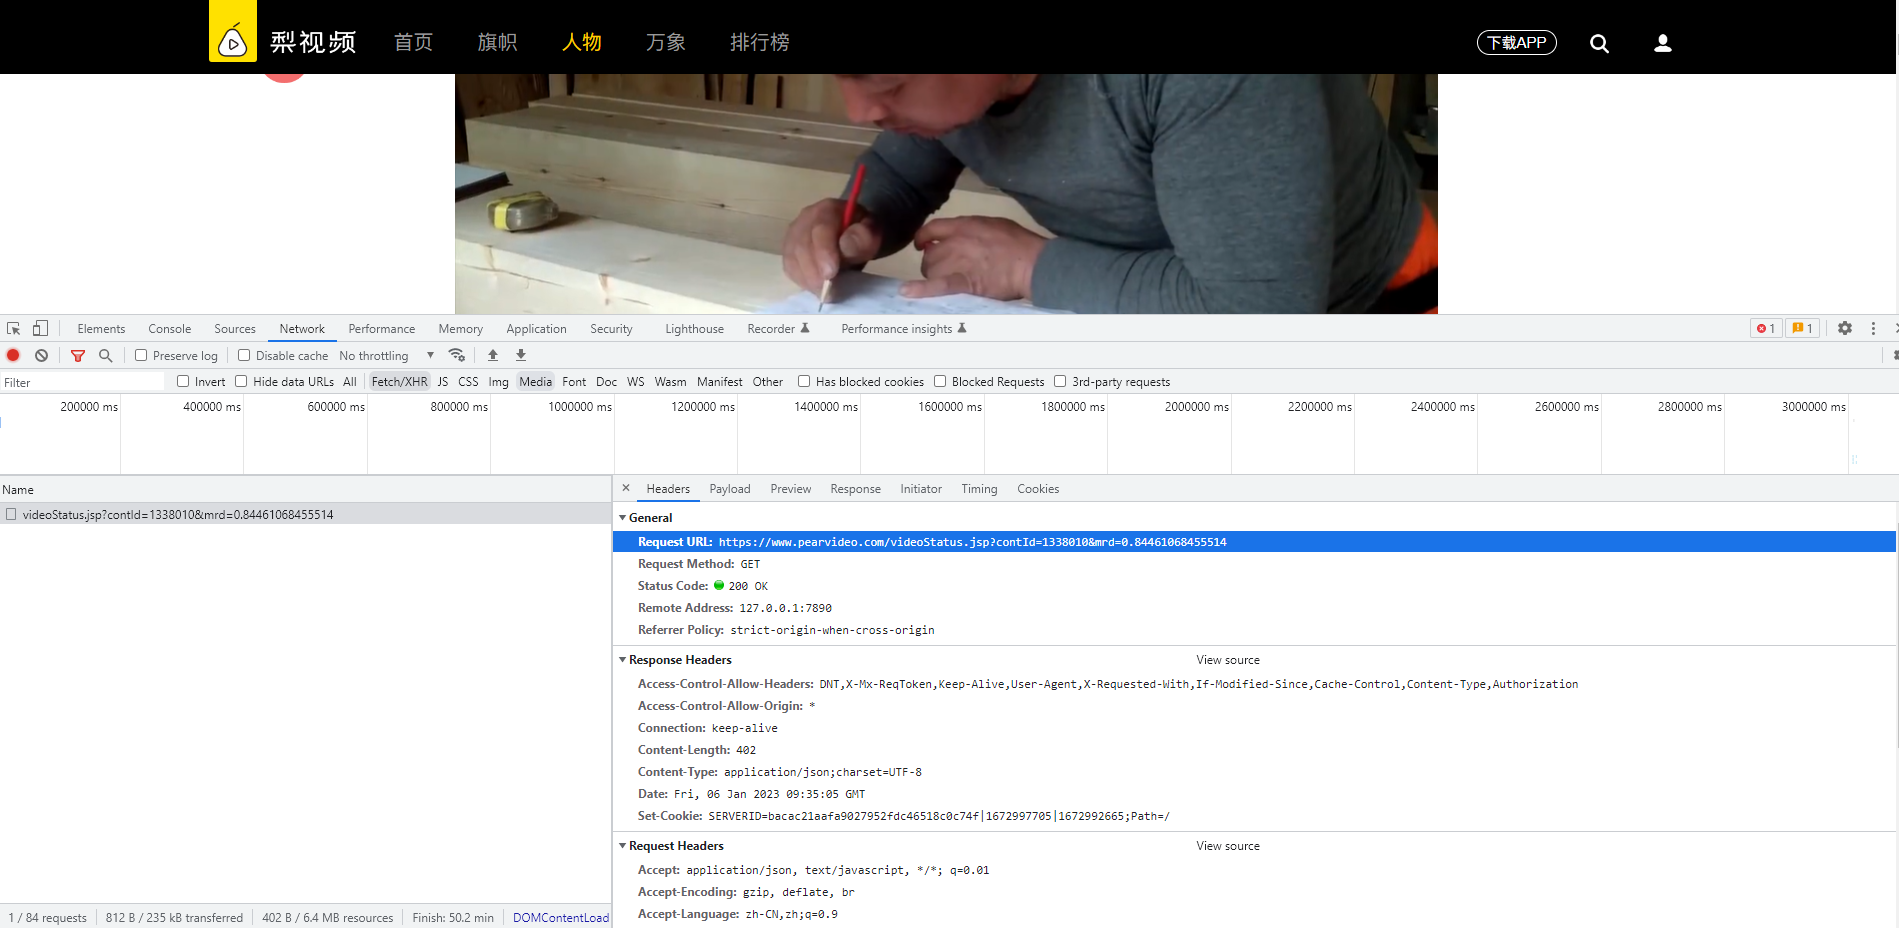 梨视频 首页 旗帜 人物 万象 排行榜 下载APP
Elements Console Sources Network Performance Memory Application Security Lighthouse Recorder Performance insights 1 1
Preserve log Disable cache No throttling
Filter Invert Hide data URLs All Fetch/XHR JS CSS Img Media Font Doc WS Wasm Manifest Other Has blocked cookies Blocked Requests 3rd-party requests
200000 ms 400000 ms 600000 ms 800000 ms 1000000 ms 1200000 ms 1400000 ms 1600000 ms 1800000 ms 2000000 ms 2200000 ms 2400000 ms 2600000 ms 2800000 ms 3000000 ms
Name
videoStatus.jsp?contId=1338010&mrd=0.84461068455514
Headers Payload Preview Response Initiator Timing Cookies
General
Request URL: https://www.pearvideo.com/videoStatus.jsp?contId=1338010&mrd=0.84461068455514
Request Method: GET
Status Code: 200 OK
Remote Address: 127.0.0.1:7890
Referrer Policy: strict-origin-when-cross-origin
Response Headers View source
Access-Control-Allow-Headers: DNT,X-Mx-ReqToken,Keep-Alive,User-Agent,X-Requested-With,If-Modified-Since,Cache-Control,Content-Type,Authorization
Access-Control-Allow-Origin: *
Connection: keep-alive
Content-Length: 402
Content-Type: application/json;charset=UTF-8
Date: Fri, 06 Jan 2023 09:35:05 GMT
Set-Cookie: SERVERID=bacac21aafa9027952fdc46518c0c74f|1672997705|1672992665;Path=/
Request Headers View source
Accept: application/json, text/javascript, */*; q=0.01
Accept-Encoding: gzip, deflate, br
Accept-Language: zh-CN,zh;q=0.9
1 / 84 requests 812 B / 235 kB transferred 402 B / 6.4 MB resources Finish: 50.2 min DOMContentLoad